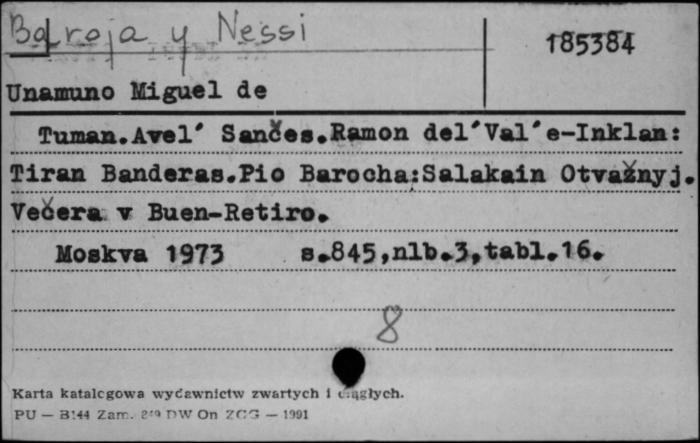 Baroja y Nessi
185384
Unamuno Miguel de
Tuman.Avel´ Sančes.Ramon del´Val´e-Inklan:
Tiran Banderas.Pio Barocha:Salakain Otvažnyj.
Večera v Buen-Retiro.
Moskva 1973 s.845,nlb.3,tabl.16.
8
Karta katalogowa wydawnictw zwartych i ciągłych.
PU — B144 Zam. DW On ZGG — 1991